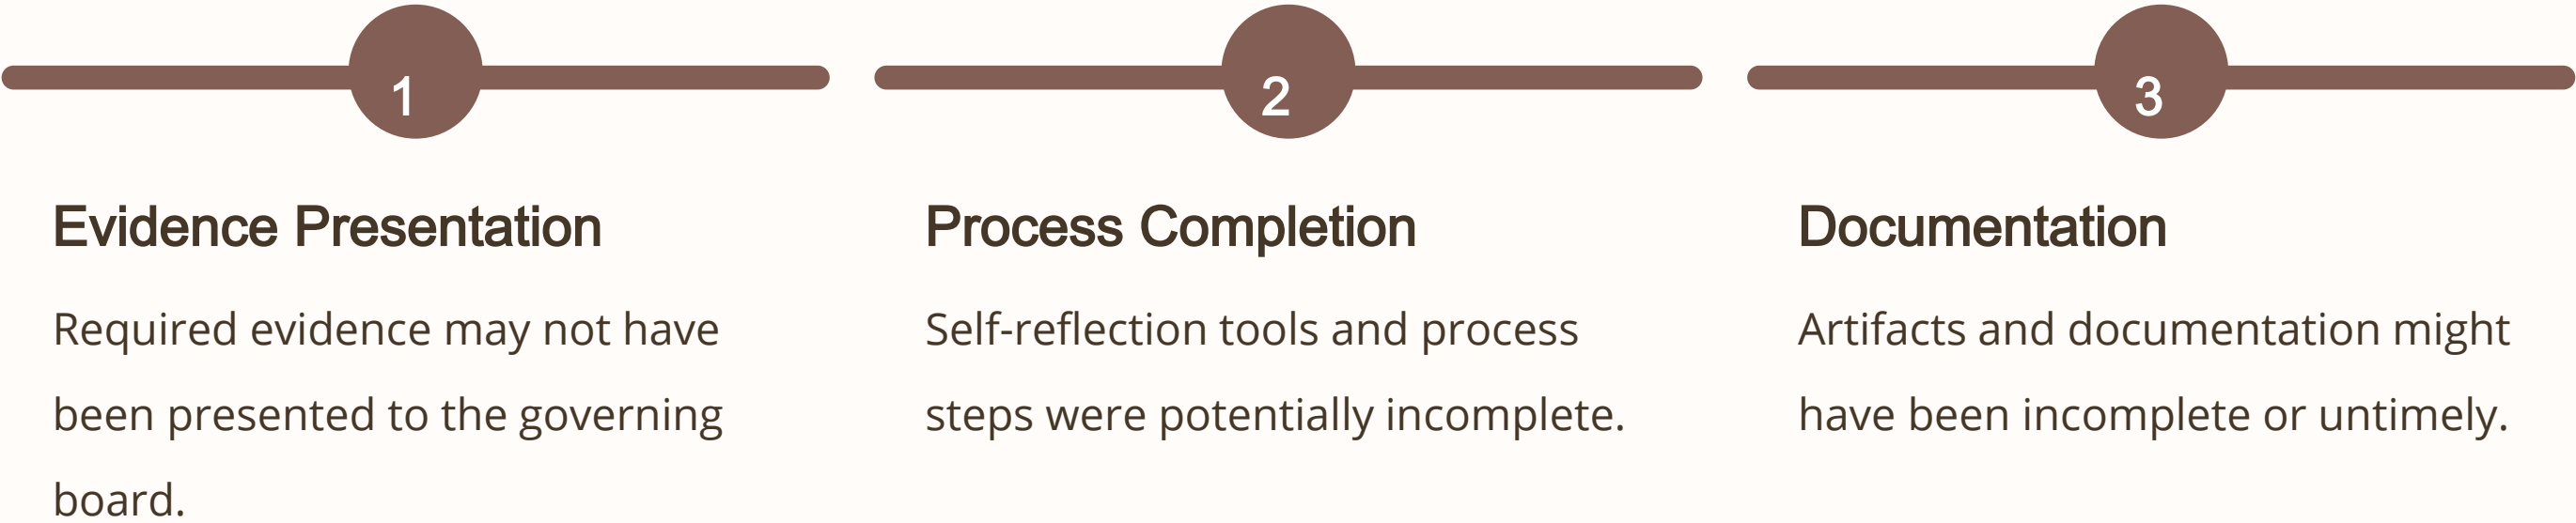 1
Evidence Presentation
Required evidence may not have
been presented to the governing
board.
2
Process Completion
Self-reflection tools and process
steps were potentially incomplete.
3
Documentation
Artifacts and documentation might
have been incomplete or untimely.